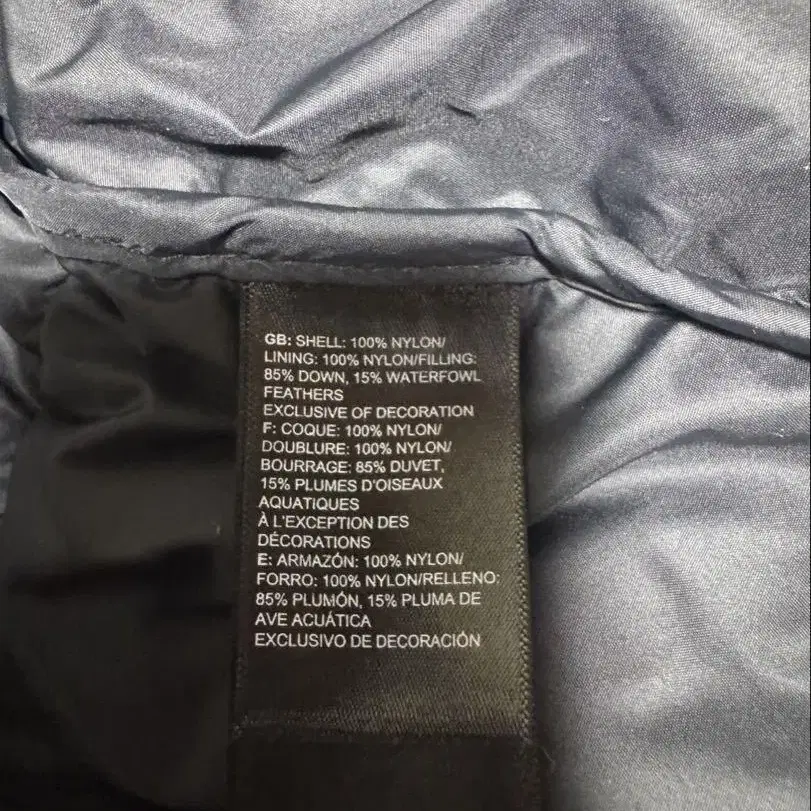 GB: SHELL: 100% NYLON/
LINING: 100% NYLON/FILLING:
85% DOWN, 15% WATERFOWL
FEATHERS
EXCLUSIVE OF DECORATION
F: COQUE: 100% NYLON/
DOUBLURE: 100% NYLON/
BOURRAGE: 85% DUVET,
15% PLUMES D'OISEAUX
AQUATIQUES
À L'EXCEPTION DES
DÉCORATIONS
E: ARMAZÓN: 100% NYLON/
FORRO: 100% NYLON/RELLENO:
85% PLUMÓN, 15% PLUMA DE
AVE ACUÁTICA
EXCLUSIVO DE DECORACIÓN